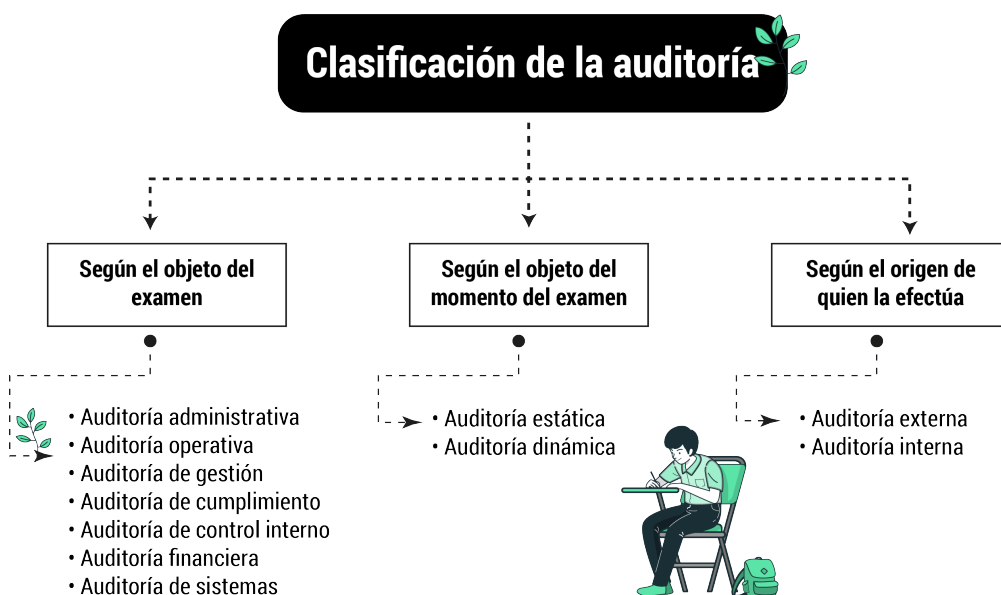 Clasificación de la auditoría
Según el objeto del
examen
• Auditoría administrativa
• Auditoría operativa
• Auditoría de gestión
• Auditoría de cumplimiento
• Auditoría de control interno
• Auditoría financiera
• Auditoría de sistemas
Según el objeto del
momento del examen
• Auditoría estática
• Auditoría dinámica
Según el origen de
quien la efectúa
• Auditoría externa
• Auditoría interna